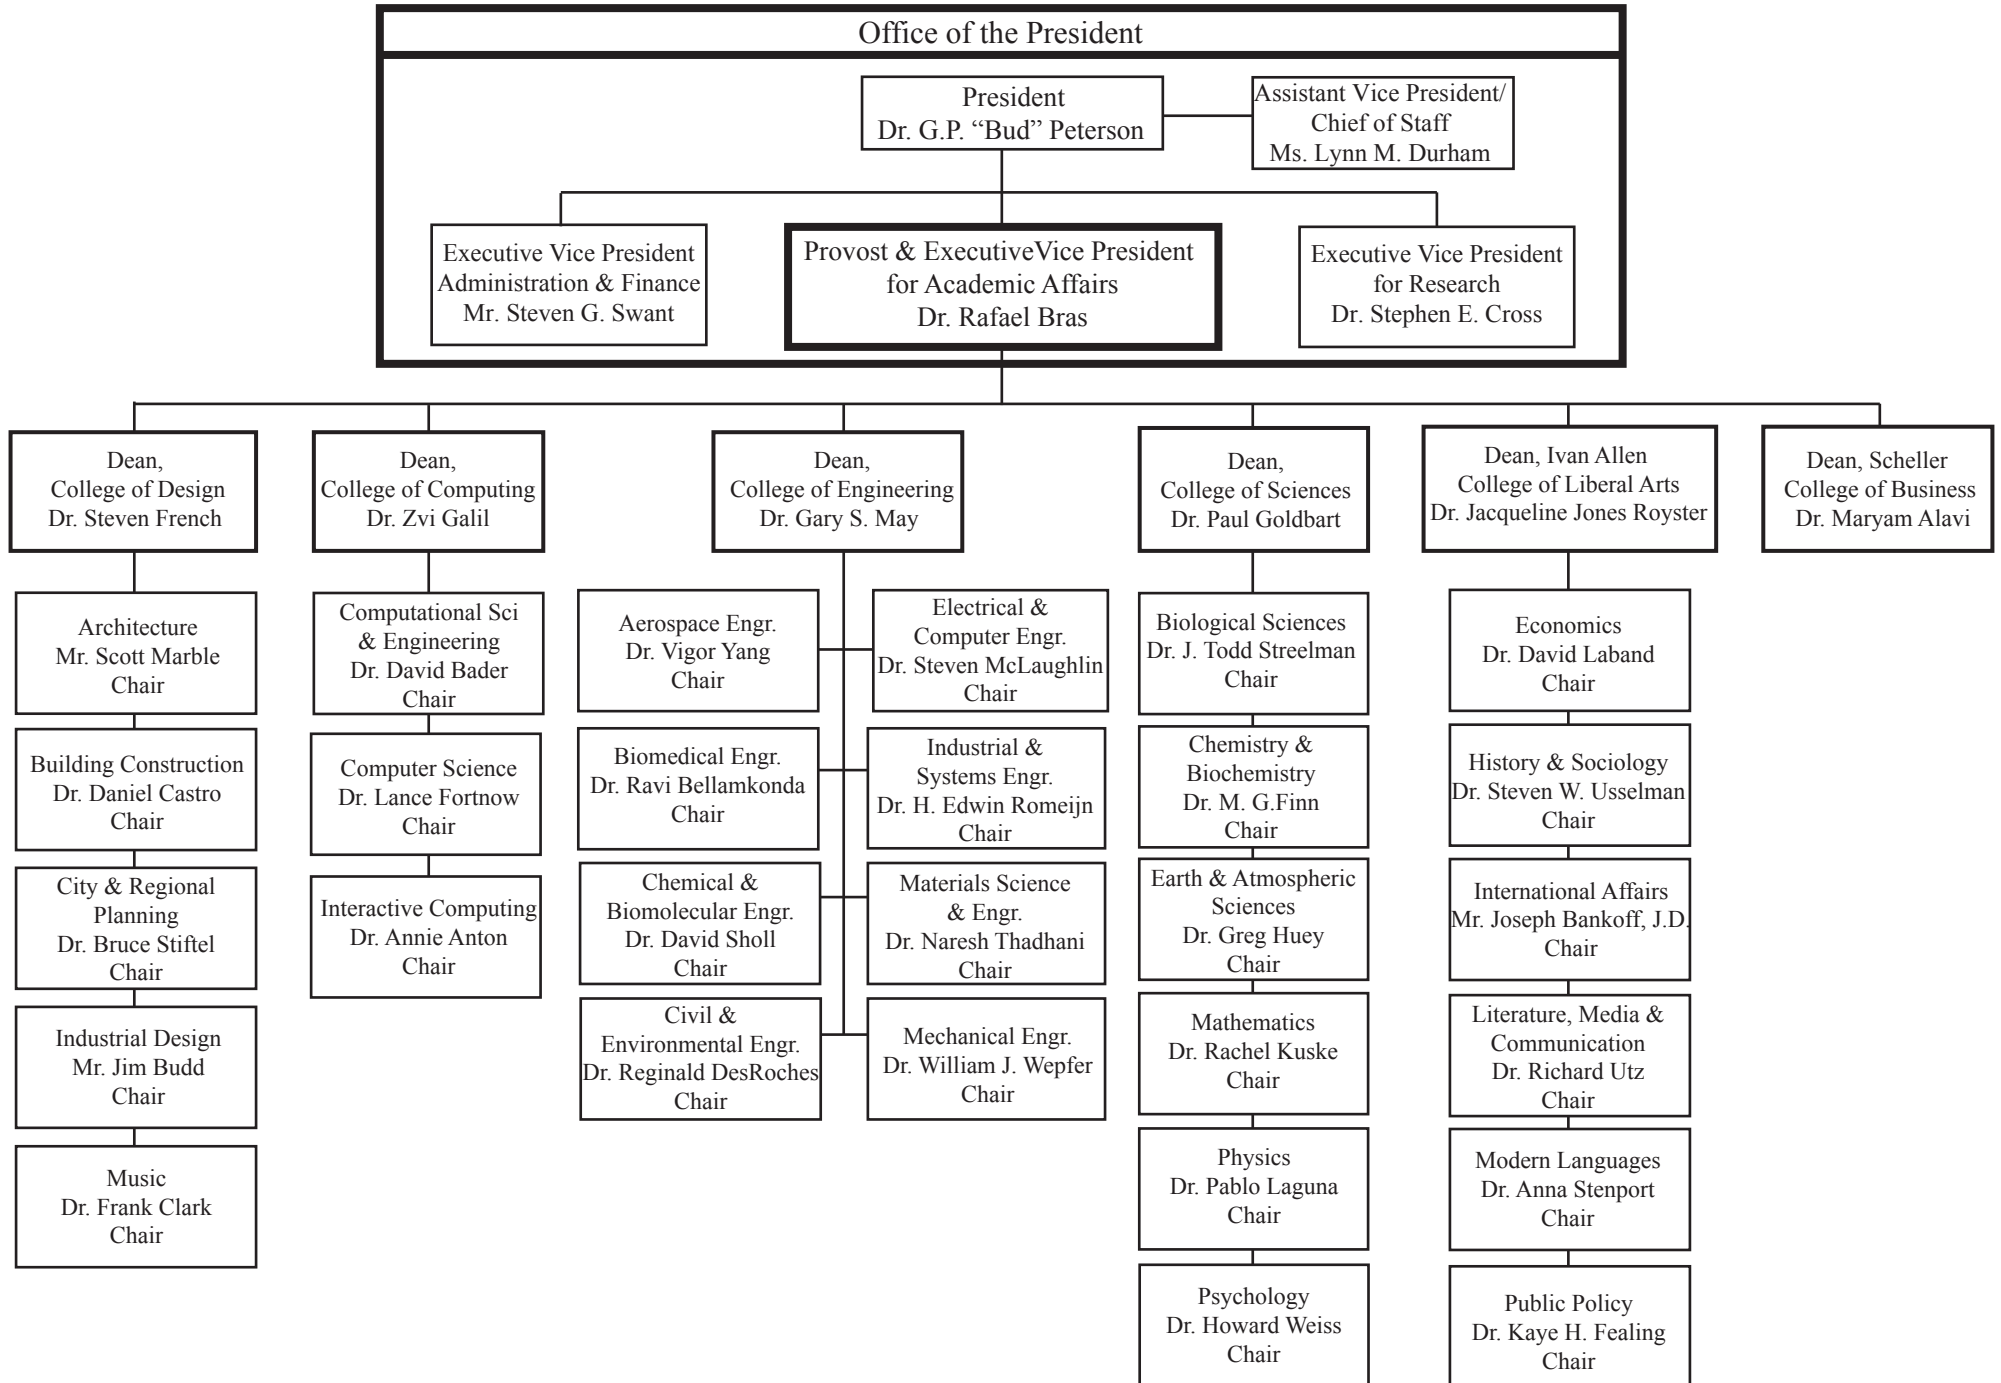 Office of the President
President
Dr. G.P. “Bud” Peterson
Assistant Vice President/
Chief of Staff
Ms. Lynn M. Durham
Executive Vice President
Administration & Finance
Mr. Steven G. Swant
Provost & ExecutiveVice President
for Academic Affairs
Dr. Rafael Bras
Executive Vice President
for Research
Dr. Stephen E. Cross
Dean,
College of Design
Dr. Steven French
Dean,
College of Computing
Dr. Zvi Galil
Dean,
College of Engineering
Dr. Gary S. May
Dean,
College of Sciences
Dr. Paul Goldbart
Dean, Ivan Allen
College of Liberal Arts
Dr. Jacqueline Jones Royster
Dean, Scheller
College of Business
Dr. Maryam Alavi
Architecture
Mr. Scott Marble
Chair
Building Construction
Dr. Daniel Castro
Chair
City & Regional
Planning
Dr. Bruce Stiftel
Chair
Industrial Design
Mr. Jim Budd
Chair
Music
Dr. Frank Clark
Chair
Computational Sci
& Engineering
Dr. David Bader
Chair
Computer Science
Dr. Lance Fortnow
Chair
Interactive Computing
Dr. Annie Anton
Chair
Aerospace Engr.
Dr. Vigor Yang
Chair
Electrical &
Computer Engr.
Dr. Steven McLaughlin
Chair
Biomedical Engr.
Dr. Ravi Bellamkonda
Chair
Industrial &
Systems Engr.
Dr. H. Edwin Romeijn
Chair
Chemical &
Biomolecular Engr.
Dr. David Sholl
Chair
Materials Science
& Engr.
Dr. Naresh Thadhani
Chair
Civil &
Environmental Engr.
Dr. Reginald DesRoches
Chair
Mechanical Engr.
Dr. William J. Wepfer
Chair
Biological Sciences
Dr. J. Todd Streelman
Chair
Chemistry &
Biochemistry
Dr. M. G.Finn
Chair
Earth & Atmospheric
Sciences
Dr. Greg Huey
Chair
Mathematics
Dr. Rachel Kuske
Chair
Physics
Dr. Pablo Laguna
Chair
Psychology
Dr. Howard Weiss
Chair
Economics
Dr. David Laband
Chair
History & Sociology
Dr. Steven W. Usselman
Chair
International Affairs
Mr. Joseph Bankoff, J.D.
Chair
Literature, Media &
Communication
Dr. Richard Utz
Chair
Modern Languages
Dr. Anna Stenport
Chair
Public Policy
Dr. Kaye H. Fealing
Chair